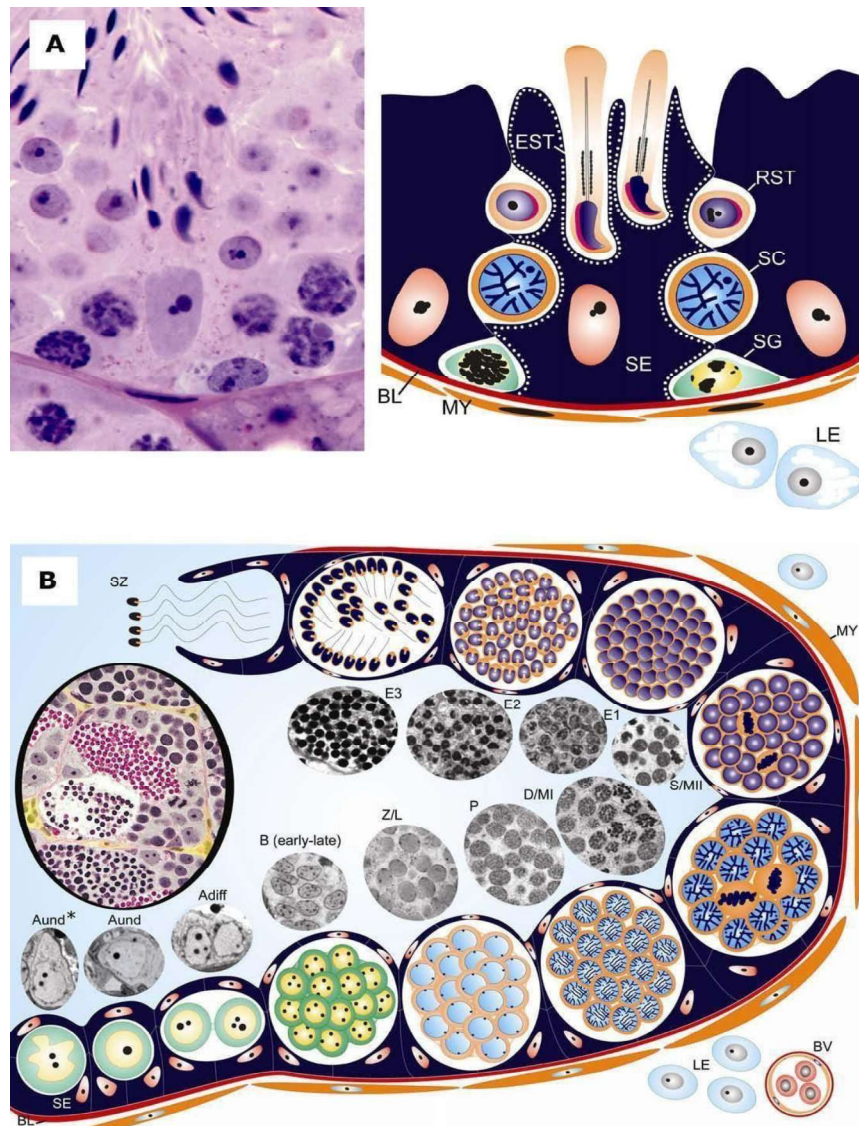 A
EST
RST
SC
SG
SE
BL
MY
LE
B
SZ
MY
E3
E2
E1
S/MII
D/MI
P
Z/L
B (early-late)
Adiff
Aund
Aund*
SE
BL
LE
BV